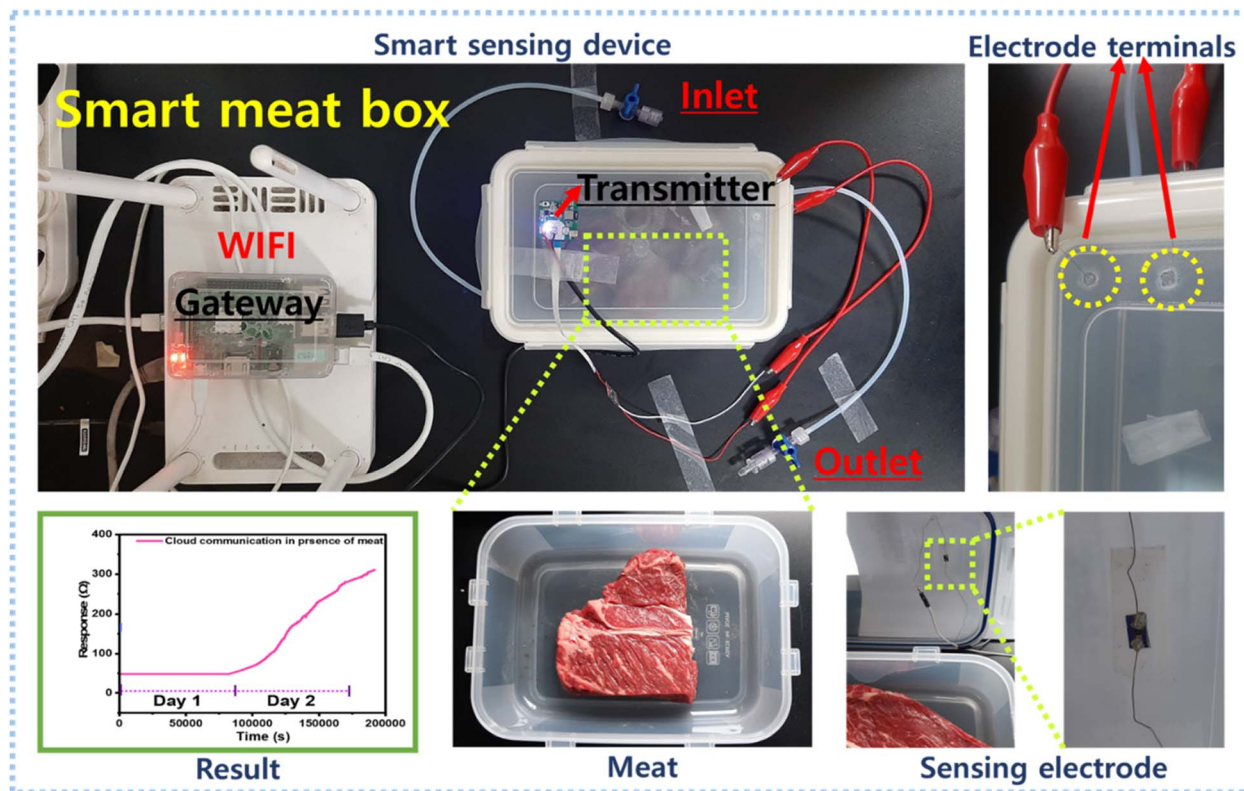 Smart sensing device
Electrode terminals
Smart meat box
Inlet
Transmitter
WIFI
Gateway
Outlet
Cloud communication in prsence of meat
Response (Ω)
400
300
200
100
0
Day 1
Day 2
0
50000
100000
150000
200000
Time (s)
Result
Meat
Sensing electrode